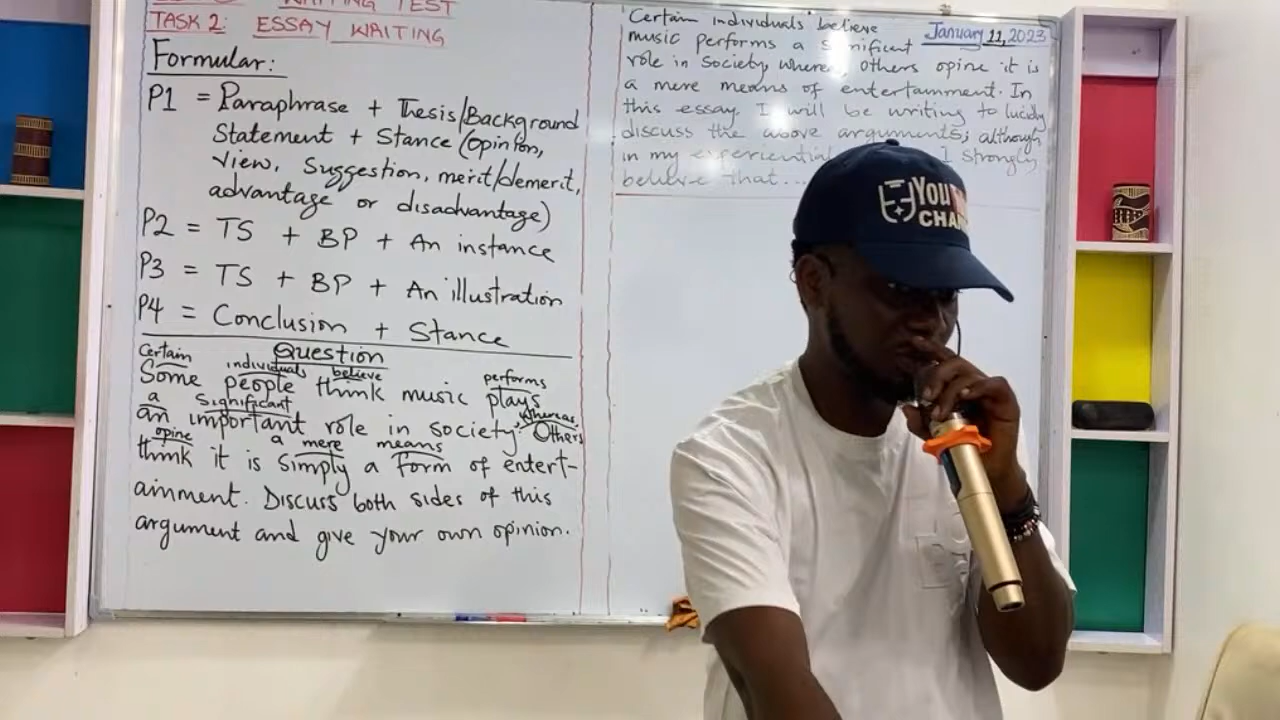 WRITING TEST
TASK 2: ESSAY WRITING
Formular:
P1 = Paraphrase + Thesis/Background
Statement + Stance (opinion,
view, suggestion, merit/demerit,
advantage or disadvantage)
P2 = TS + BP + An instance
P3 = TS + BP + An illustration
P4 = Conclusion + Stance
Question
Certain individuals believe performs
Some people think music plays
a significant whereas,
an important role in society. Others
opine a mere means
think it is simply a form of entert-
ainment. Discuss both sides of this
argument and give your own opinion.
January 11, 2023
Certain individuals believe
music performs a significant
role in society, others opine it is
a mere means of entertainment. In
this essay, I will be writing to lucidly
discuss the above arguments; although
in my experiential I strongly
believe that...
YOU
CHAN